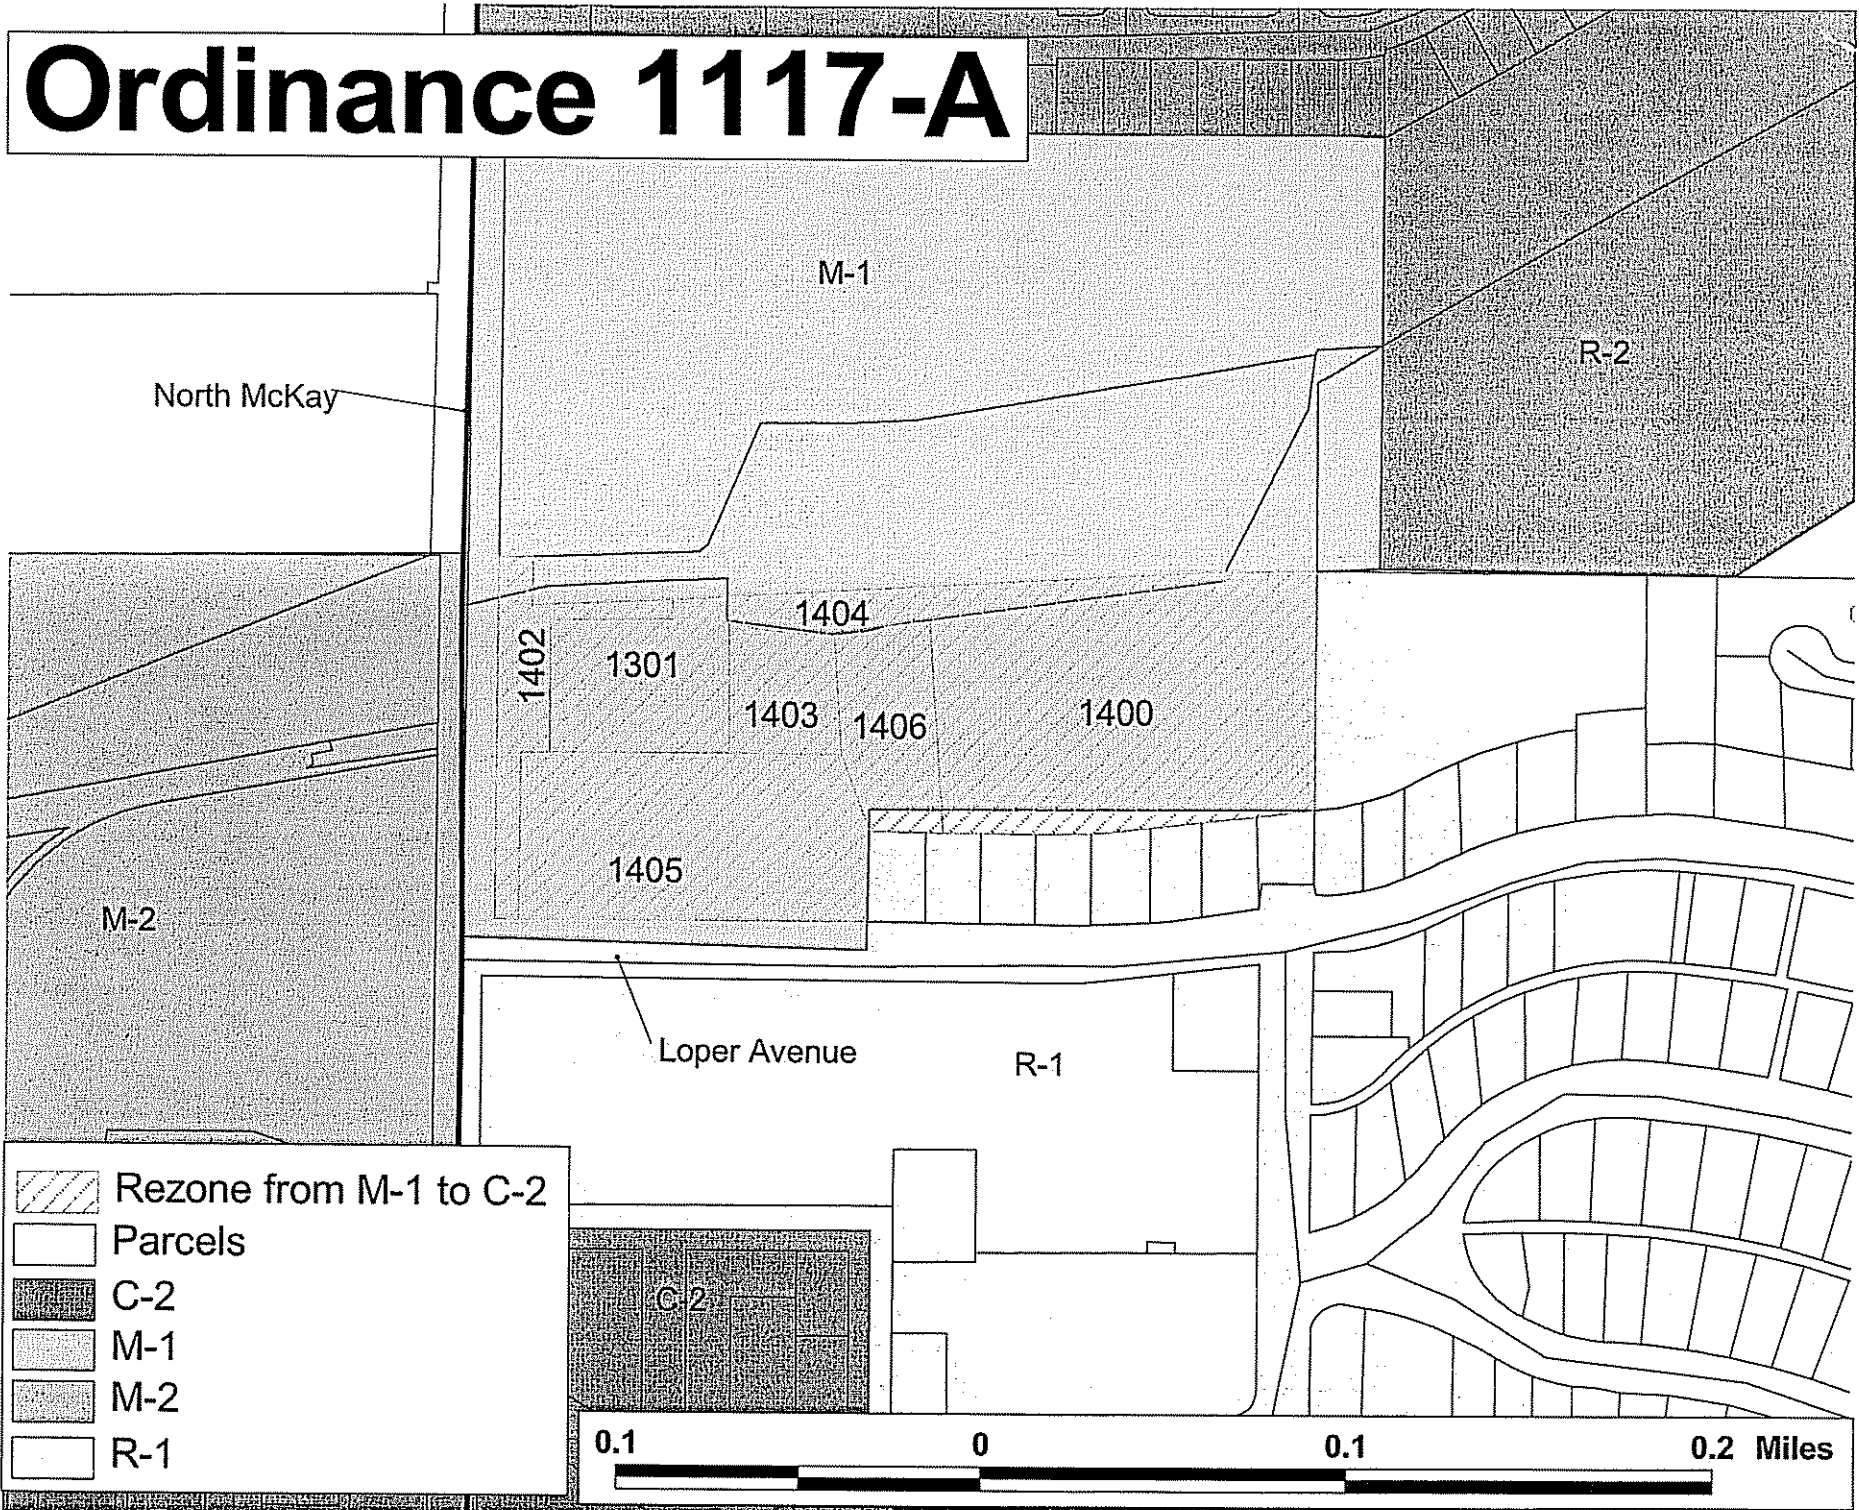 Ordinance 1117-A
M-1
R-2
North McKay
1404
1402
1301
1403
1406
1400
1405
M-2
Loper Avenue
R-1
C-2
Rezone from M-1 to C-2
Parcels
C-2
M-1
M-2
R-1
0.1 0 0.1 0.2 Miles